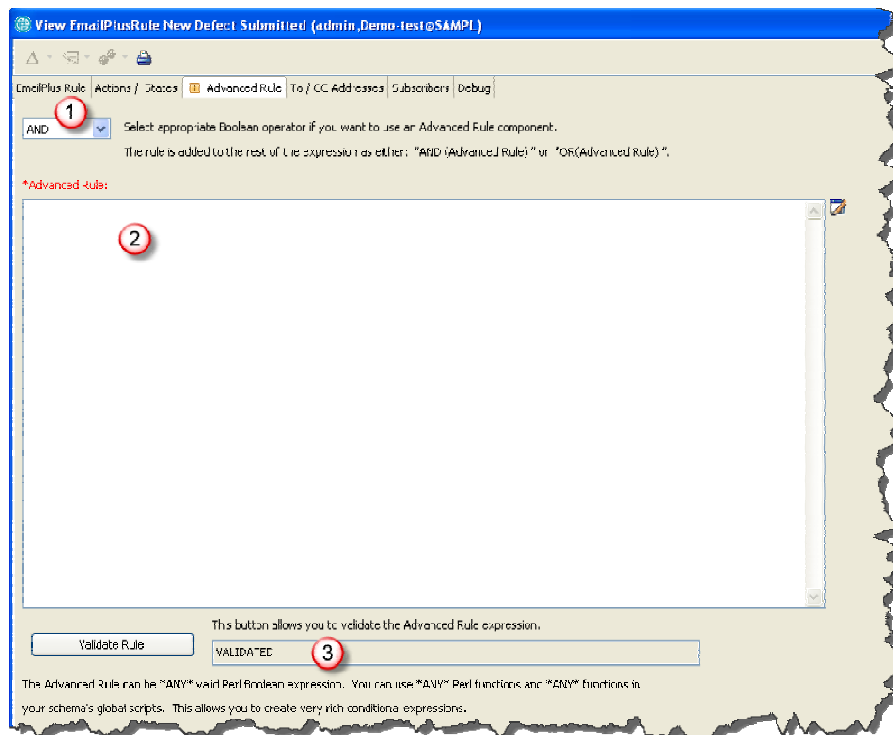 View EmailPlusRule New Defect Submitted (admin,Demo-test@SAMPL)
EmailPlus Rule Actions / States Advanced Rule To / CC Addresses Subscribers Debug
1
AND Select appropriate Boolean operator if you want to use an Advanced Rule component.
The rule is added to the rest of the expression as either: "AND (Advanced Rule) " or "OR(Advanced Rule) ".
*Advanced Rule:
2
This button allows you to validate the Advanced Rule expression.
Validate Rule VALIDATED 3
The Advanced Rule can be *ANY* valid Perl Boolean expression. You can use *ANY* Perl functions and *ANY* functions in
your schema's global scripts. This allows you to create very rich conditional expressions.